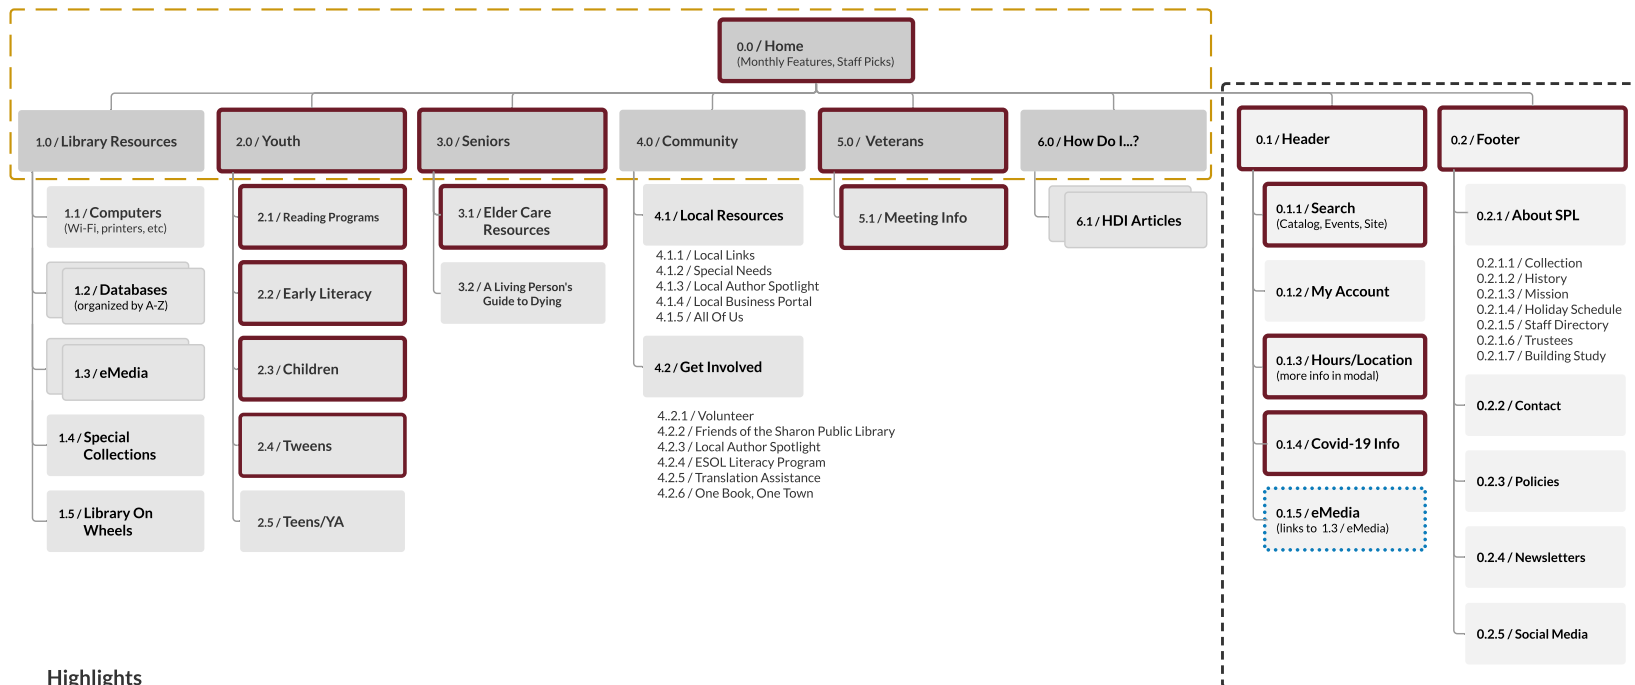 0.0 / Home
(Monthly Features, Staff Picks)
1.0 / Library Resources
2.0 / Youth
3.0 / Seniors
4.0 / Community
5.0 / Veterans
6.0 / How Do I...?
0.1 / Header
0.2 / Footer
1.1 / Computers
(Wi-Fi, printers, etc)
1.2 / Databases
(organized by A-Z)
1.3 / eMedia
1.4 / Special
Collections
1.5 / Library On
Wheels
2.1 / Reading Programs
2.2 / Early Literacy
2.3 / Children
2.4 / Tweens
2.5 / Teens/YA
3.1 / Elder Care
Resources
3.2 / A Living Person's
Guide to Dying
4.1 / Local Resources
4.1.1 / Local Links
4.1.2 / Special Needs
4.1.3 / Local Author Spotlight
4.1.4 / Local Business Portal
4.1.5 / All Of Us
4.2 / Get Involved
4..2.1 / Volunteer
4.2.2 / Friends of the Sharon Public Library
4.2.3 / Local Author Spotlight
4.2.4 / ESOL Literacy Program
4.2.5 / Translation Assistance
4.2.6 / One Book, One Town
5.1 / Meeting Info
6.1 / HDI Articles
0.1.1 / Search
(Catalog, Events, Site)
0.1.2 / My Account
0.1.3 / Hours/Location
(more info in modal)
0.1.4 / Covid-19 Info
0.1.5 / eMedia
(links to 1.3 / eMedia)
0.2.1 / About SPL
0.2.1.1 / Collection
0.2.1.2 / History
0.2.1.3 / Mission
0.2.1.4 / Holiday Schedule
0.2.1.5 / Staff Directory
0.2.1.6 / Trustees
0.2.1.7 / Building Study
0.2.2 / Contact
0.2.3 / Policies
0.2.4 / Newsletters
0.2.5 / Social Media
Highlights